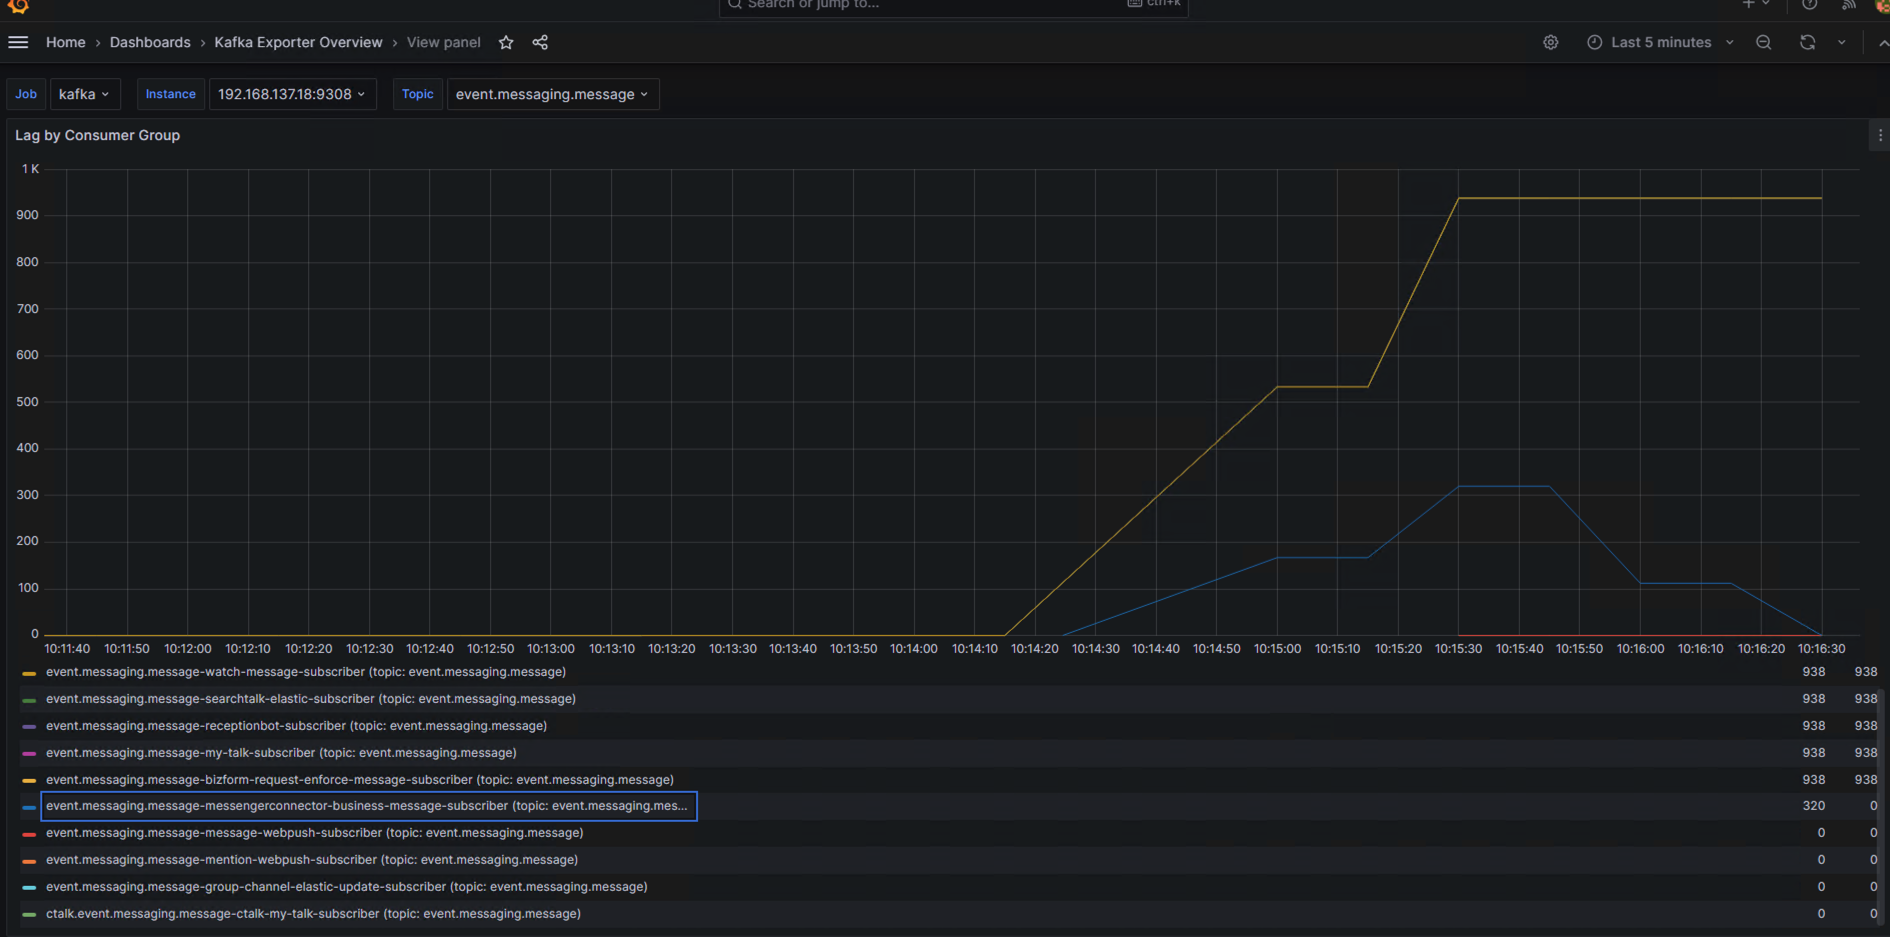 Search or jump to... ctrl+k
Home › Dashboards › Kafka Exporter Overview › View panel Last 5 minutes
Job kafka Instance 192.168.137.18:9308 Topic event.messaging.message
Lag by Consumer Group
1 K
900
800
700
600
500
400
300
200
100
0
10:11:40 10:11:50 10:12:00 10:12:10 10:12:20 10:12:30 10:12:40 10:12:50 10:13:00 10:13:10 10:13:20 10:13:30 10:13:40 10:13:50 10:14:00 10:14:10 10:14:20 10:14:30 10:14:40 10:14:50 10:15:00 10:15:10 10:15:20 10:15:30 10:15:40 10:15:50 10:16:00 10:16:10 10:16:20 10:16:30
event.messaging.message-watch-message-subscriber (topic: event.messaging.message) 938 938
event.messaging.message-searchtalk-elastic-subscriber (topic: event.messaging.message) 938 938
event.messaging.message-receptionbot-subscriber (topic: event.messaging.message) 938 938
event.messaging.message-my-talk-subscriber (topic: event.messaging.message) 938 938
event.messaging.message-bizform-request-enforce-message-subscriber (topic: event.messaging.message) 938 938
event.messaging.message-messengerconnector-business-message-subscriber (topic: event.messaging.mes... 320 0
event.messaging.message-message-webpush-subscriber (topic: event.messaging.message) 0 0
event.messaging.message-mention-webpush-subscriber (topic: event.messaging.message) 0 0
event.messaging.message-group-channel-elastic-update-subscriber (topic: event.messaging.message) 0 0
ctalk.event.messaging.message-ctalk-my-talk-subscriber (topic: event.messaging.message) 0 0